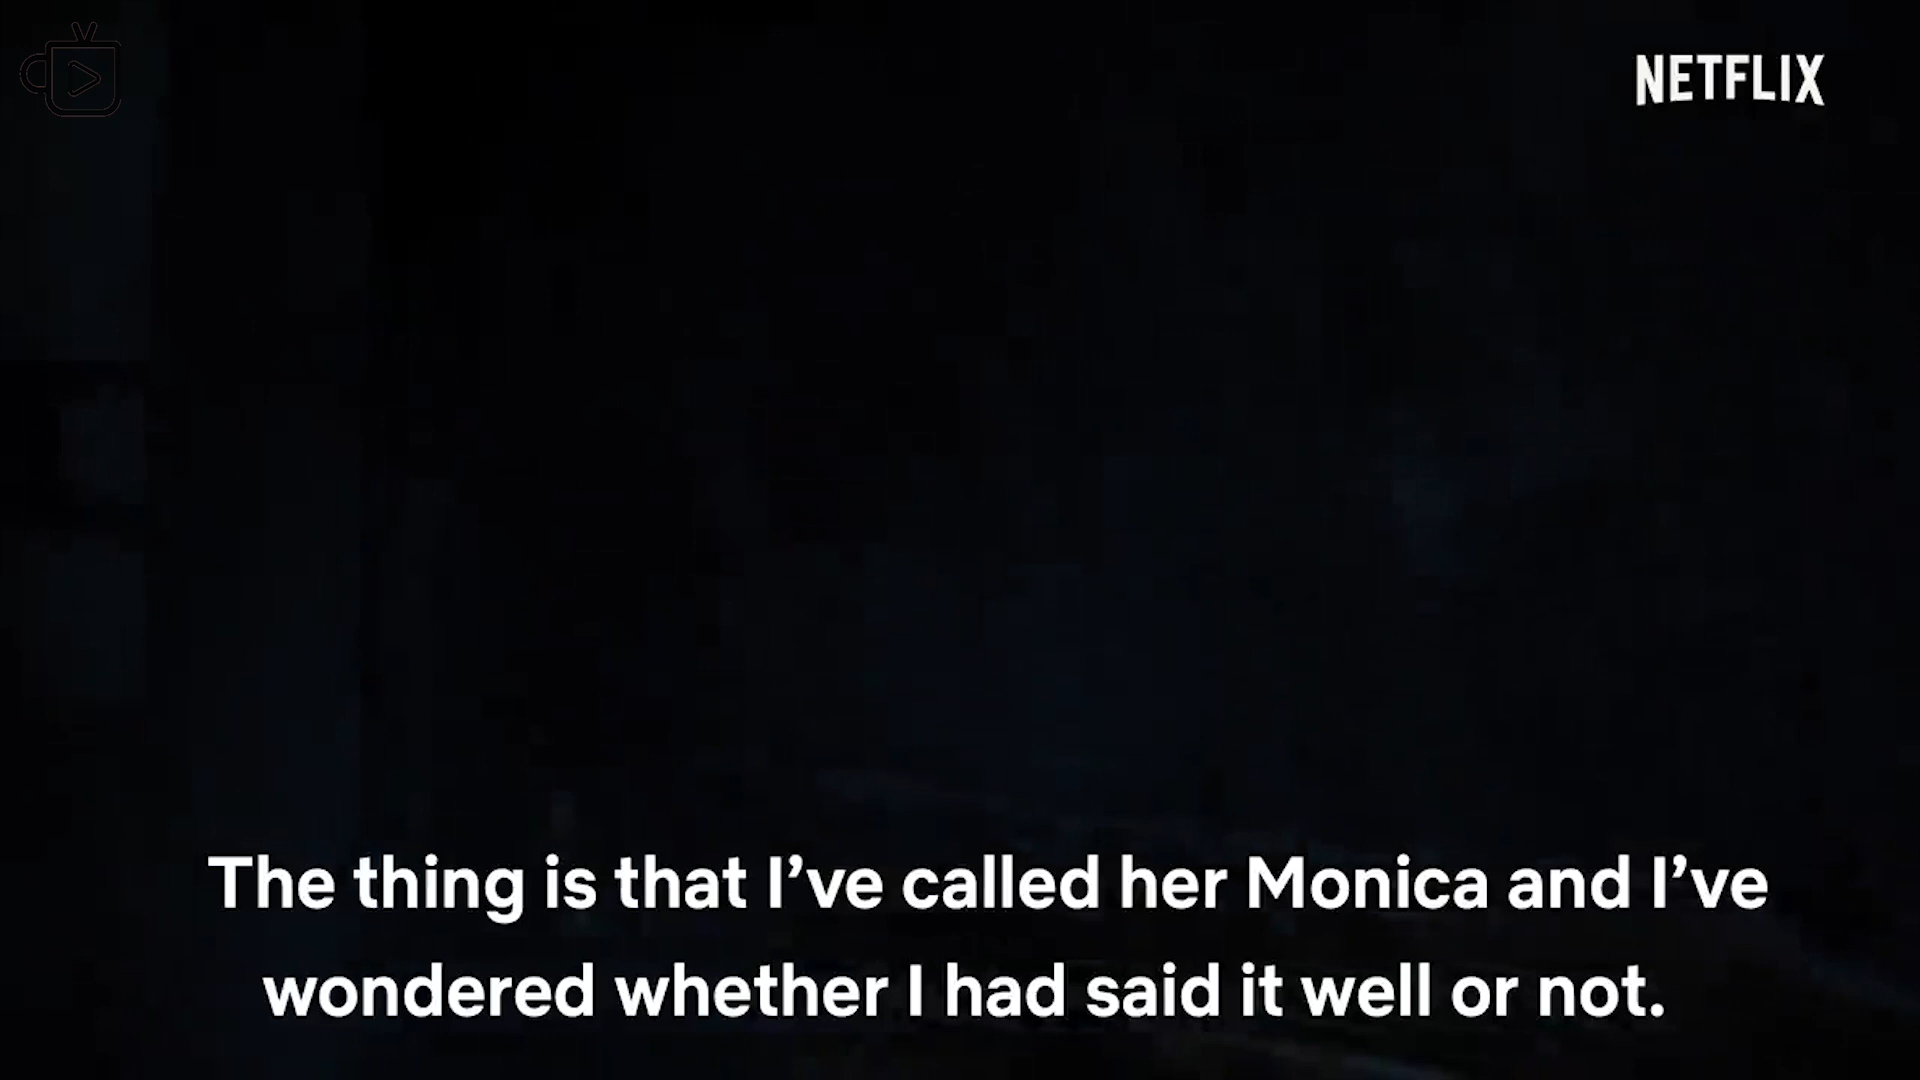 NETFLIX
The thing is that I’ve called her Monica and I’ve
wondered whether I had said it well or not.